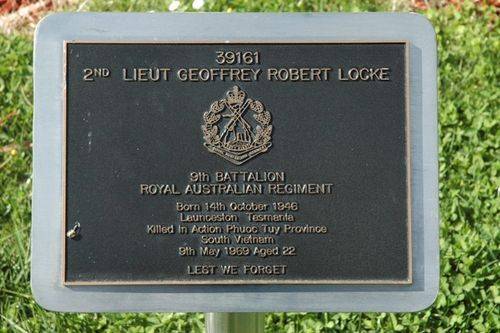 39161
2ND LIEUT GEOFFREY ROBERT LOCKE
9th BATTALION
ROYAL AUSTRALIAN REGIMENT
Born 14th October 1946
Launceston Tasmania
Killed In Action Phuoc Tuy Province
South Vietnam
9th May 1969 Aged 22
LEST WE FORGET